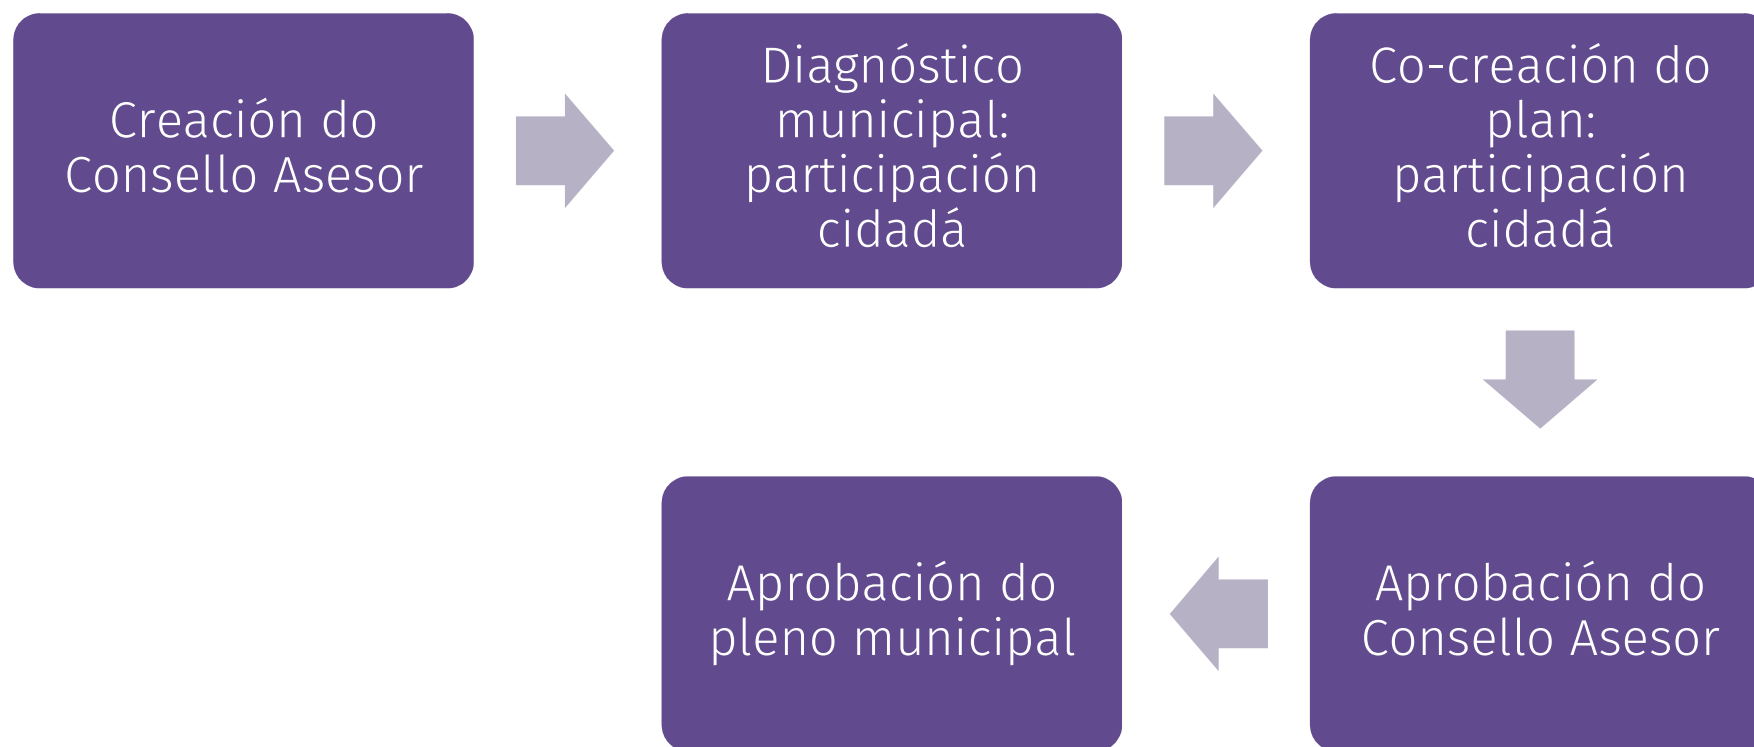 Creación do
Consello Asesor
Diagnóstico
municipal:
participación
cidadá
Co-creación do
plan:
participación
cidadá
Aprobación do
Consello Asesor
Aprobación do
pleno municipal